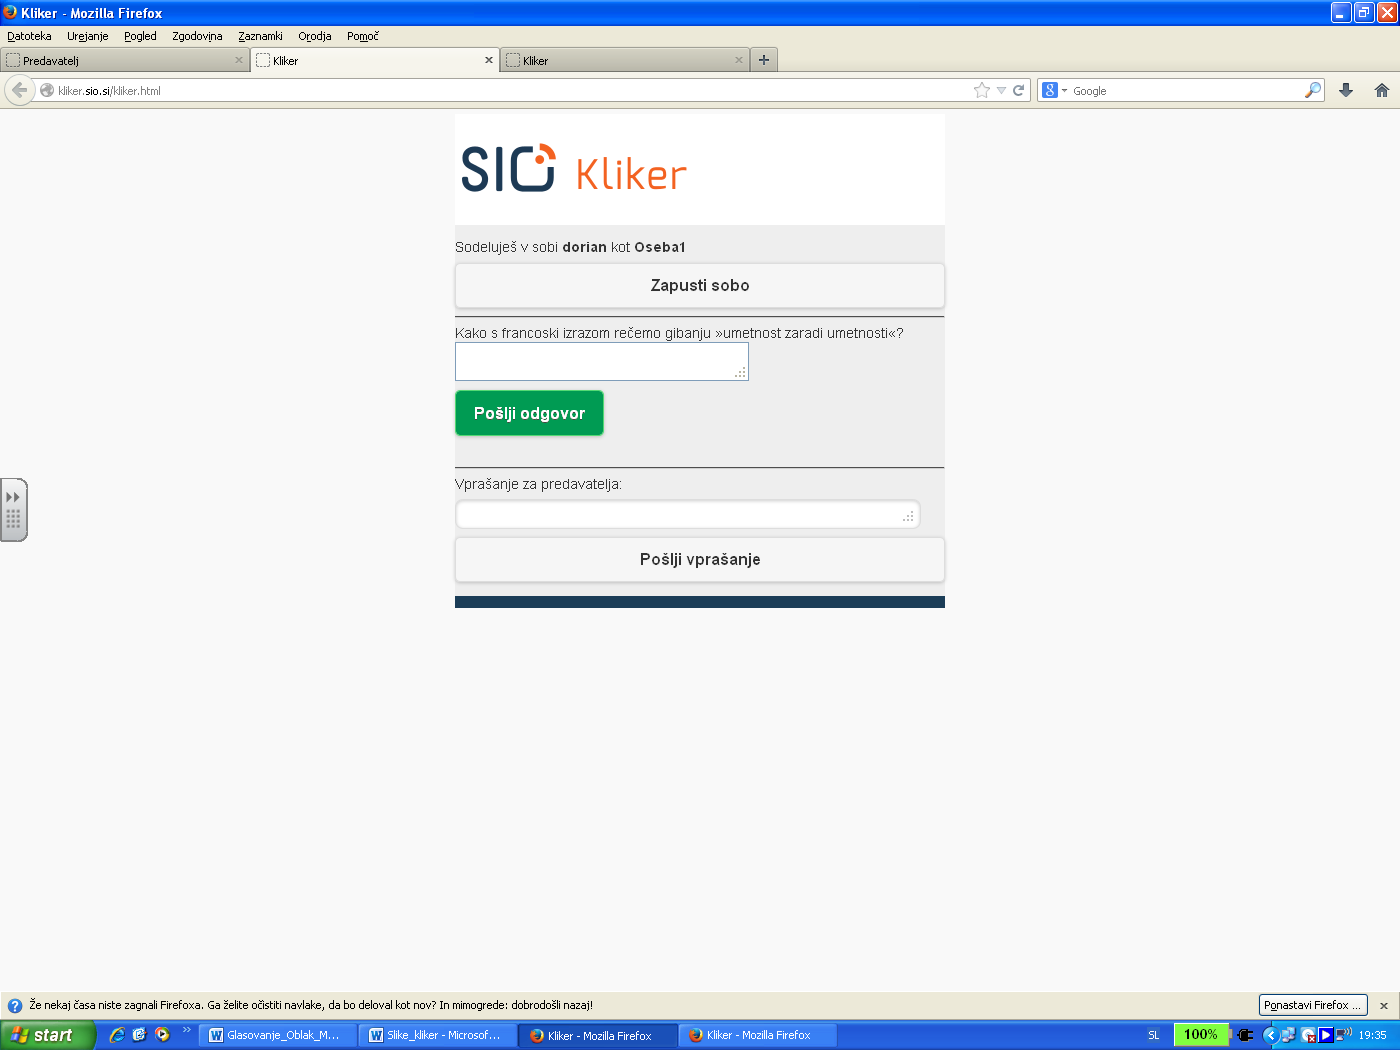 Kliker - Mozilla Firefox
Datoteka Urejanje Pogled Zgodovina Zaznamki Orodja Pomoč
Predavatelj Kliker Kliker
kliker.sio.si/kliker.html Google
SIO Kliker
Sodeluješ v sobi dorian kot Oseba1
Zapusti sobo
Kako s francoski izrazom rečemo gibanju »umetnost zaradi umetnosti«?
Pošlji odgovor
Vprašanje za predavatelja:
Pošlji vprašanje
Že nekaj časa niste zagnali Firefoxa. Ga želite očistiti navlake, da bo deloval kot nov? In mimogrede: dobrodošli nazaj! Ponastavi Firefox ...
start Glasovanje_Oblak_M... Slike_kliker - Microsof... Kliker - Mozilla Firefox Kliker - Mozilla Firefox SL 100% 19:35